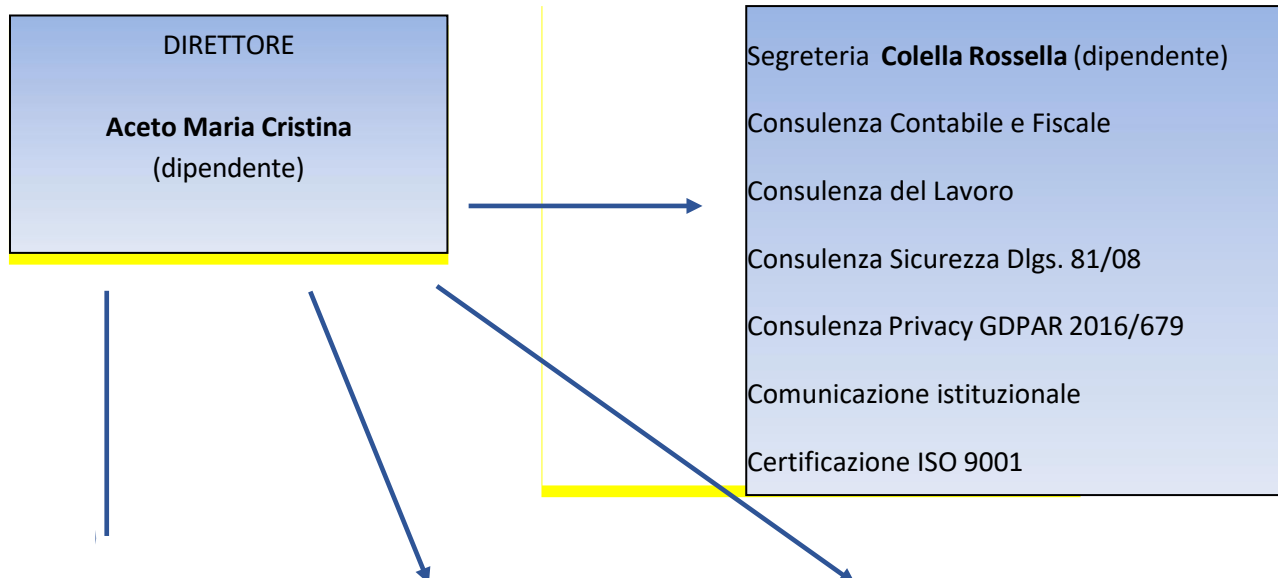 DIRETTORE
Aceto Maria Cristina
(dipendente)
Segreteria Colella Rossella (dipendente)
Consulenza Contabile e Fiscale
Consulenza del Lavoro
Consulenza Sicurezza Dlgs. 81/08
Consulenza Privacy GDPAR 2016/679
Comunicazione istituzionale
Certificazione ISO 9001